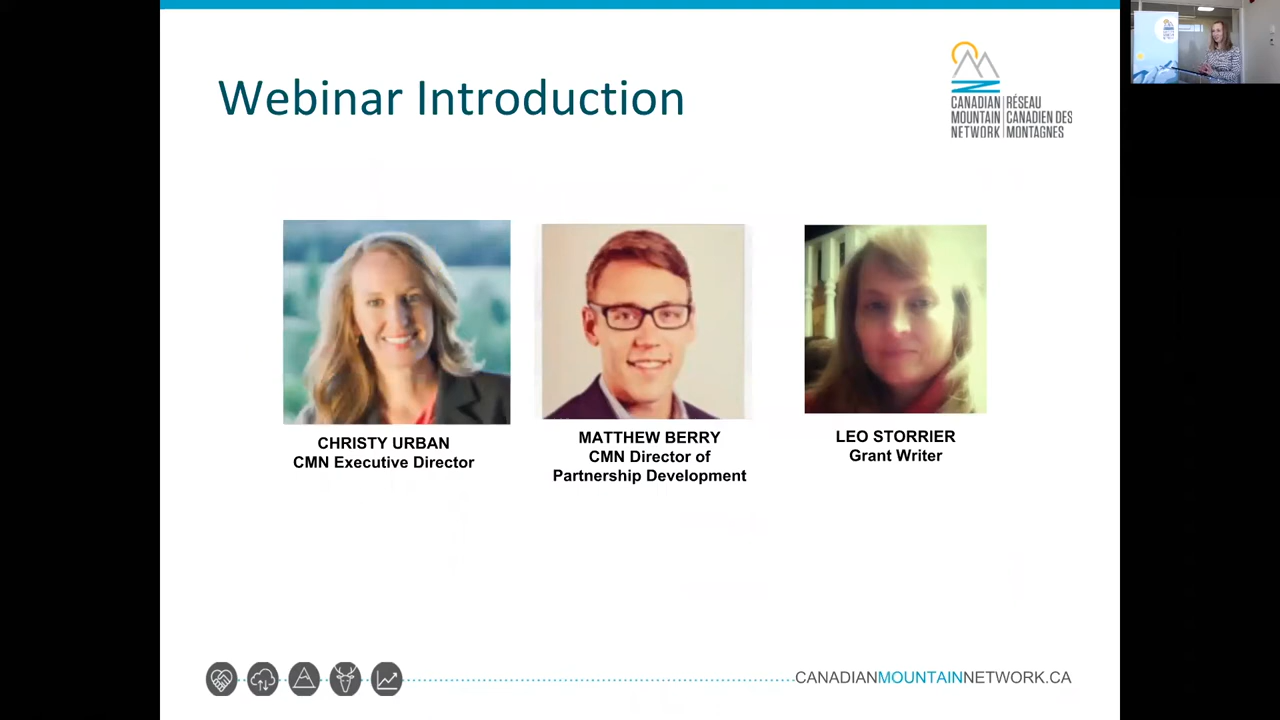 Webinar Introduction
CANADIAN
MOUNTAIN
NETWORK
RÉSEAU
CANADIEN DES
MONTAGNES
CHRISTY URBAN
CMN Executive Director
MATTHEW BERRY
CMN Director of
Partnership Development
LEO STORRIER
Grant Writer
CANADIANMOUNTAINNETWORK.CA